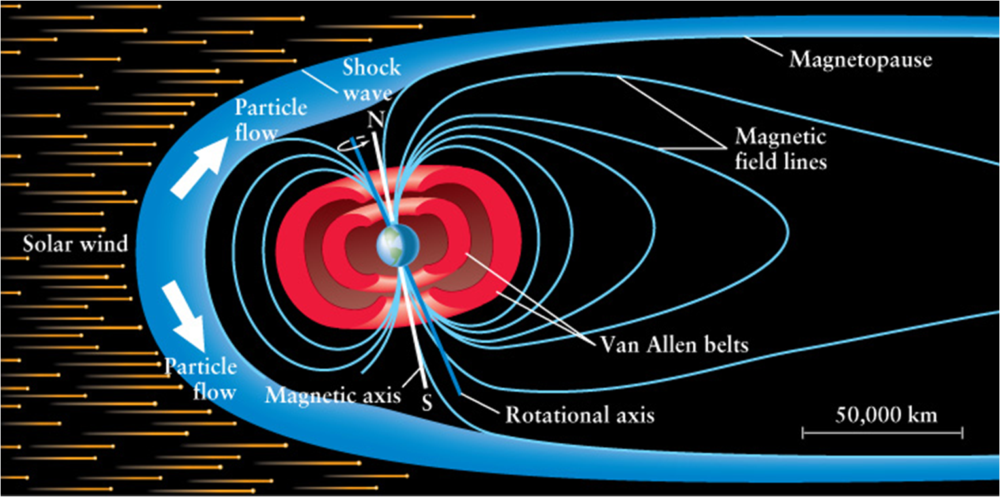 Shock
wave
Magnetopause
Particle
flow
N
Magnetic
field lines
Solar wind
Van Allen belts
Particle
flow
Magnetic axis
S
Rotational axis
50,000 km